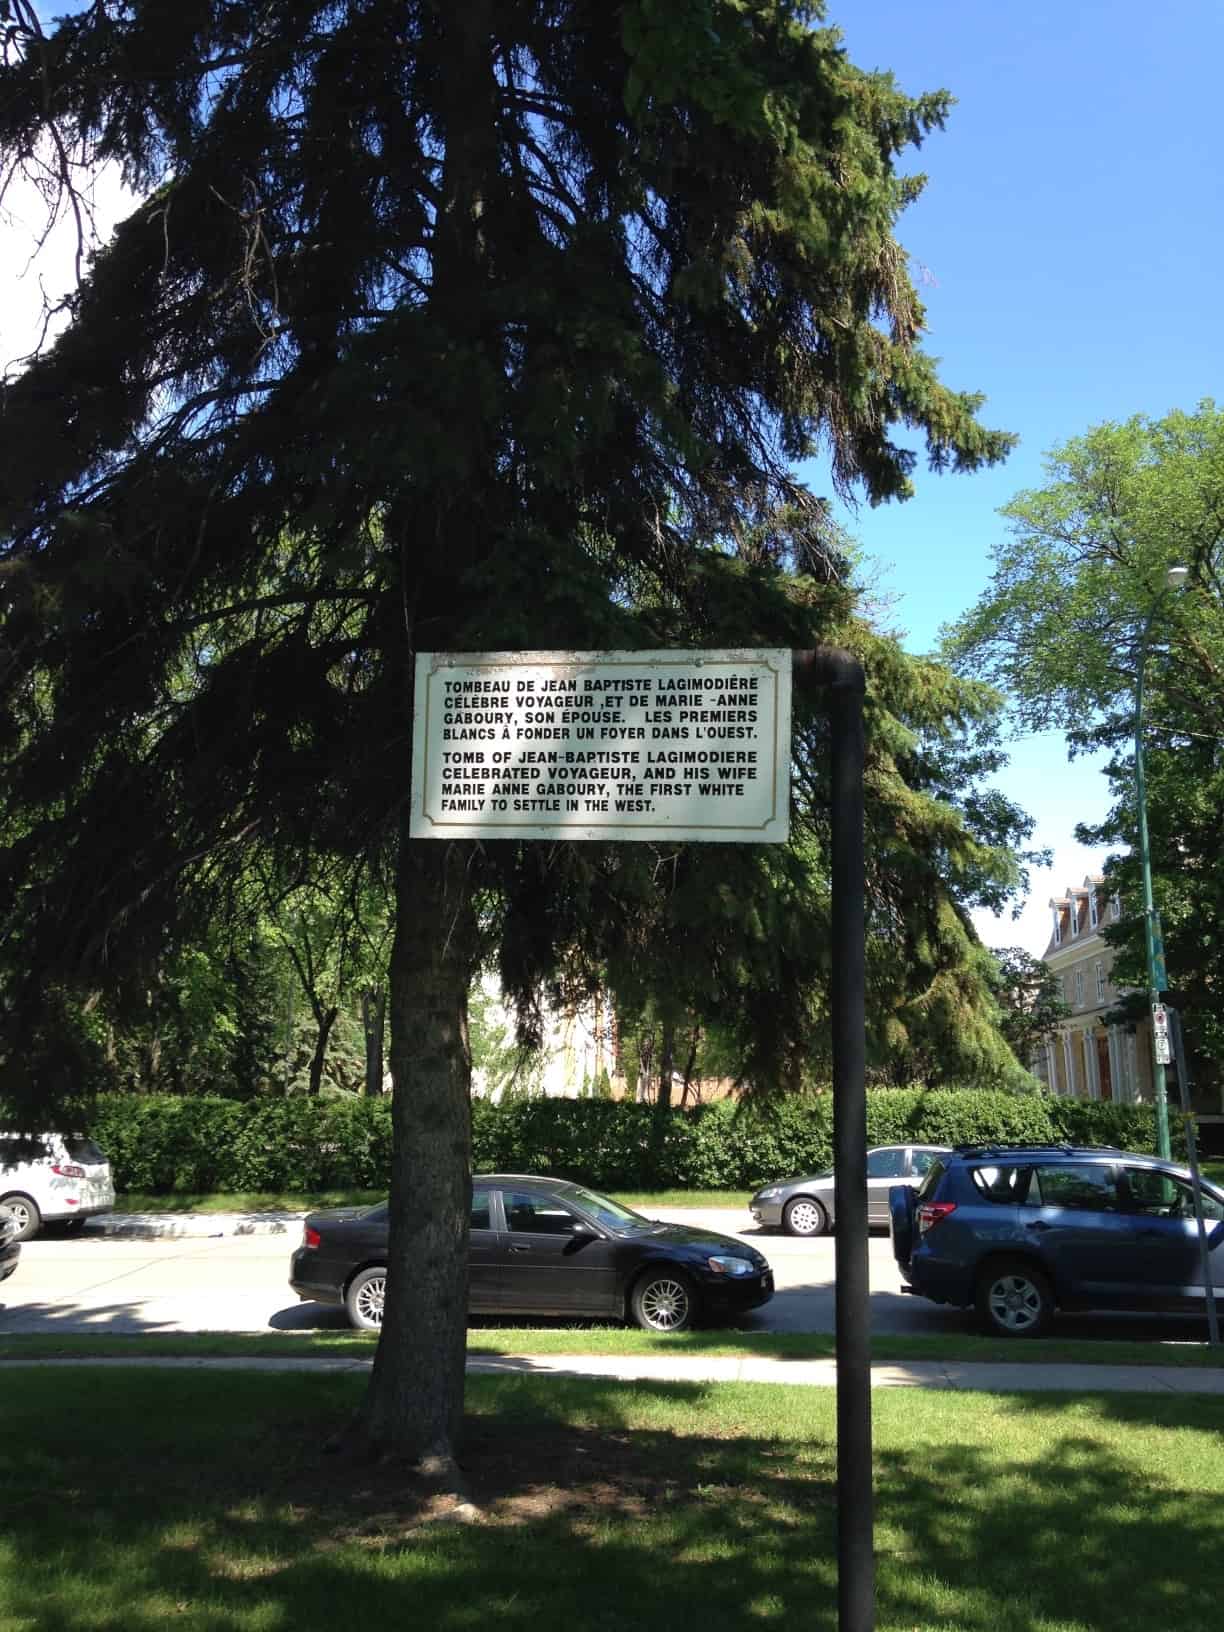 TOMBEAU DE JEAN BAPTISTE LAGIMODIÈRE
CÉLÈBRE VOYAGEUR ,ET DE MARIE -ANNE
GABOURY, SON ÉPOUSE. LES PREMIERS
BLANCS À FONDER UN FOYER DANS L'OUEST.
TOMB OF JEAN-BAPTISTE LAGIMODIERE
CELEBRATED VOYAGEUR, AND HIS WIFE
MARIE ANNE GABOURY, THE FIRST WHITE
FAMILY TO SETTLE IN THE WEST.